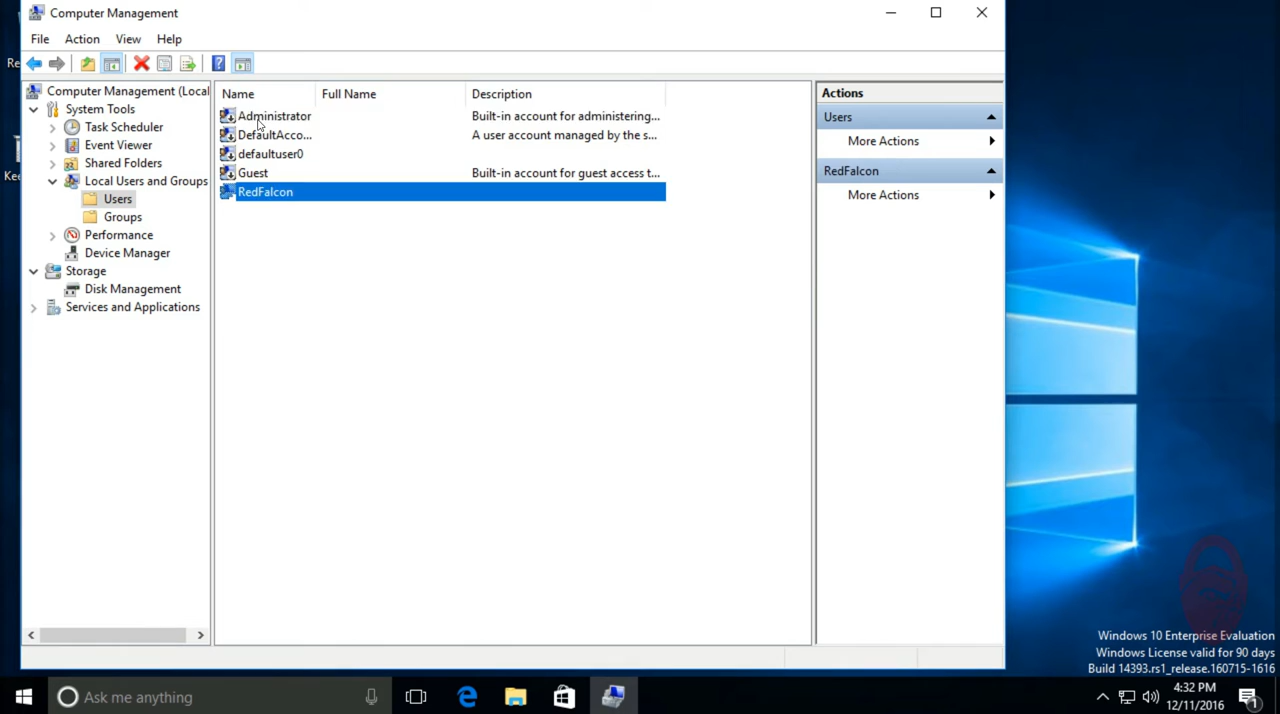 Computer Management
File Action View Help
Computer Management (Local
System Tools
Task Scheduler
Event Viewer
Shared Folders
Local Users and Groups
Users
Groups
Performance
Device Manager
Storage
Disk Management
Services and Applications
Name Full Name Description
Administrator Built-in account for administering...
DefaultAcco... A user account managed by the s...
defaultuser0
Guest Built-in account for guest access t...
RedFalcon
Actions
Users
More Actions
RedFalcon
More Actions
Re
Kee
Windows 10 Enterprise Evaluation
Windows License valid for 90 days
Build 14393.rs1_release.160715-1616
Ask me anything
4:32 PM
12/11/2016
1